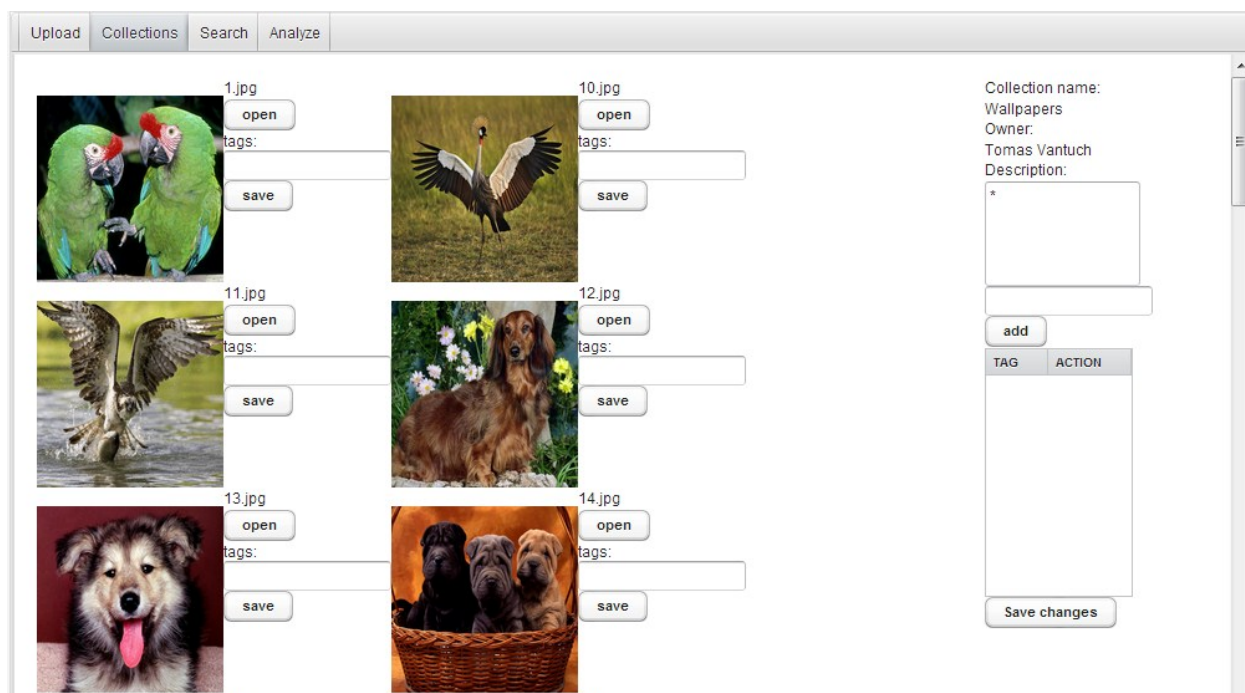 Upload Collections Search Analyze
1.jpg
open
tags:
save
10.jpg
open
tags:
save
11.jpg
open
tags:
save
12.jpg
open
tags:
save
13.jpg
open
tags:
save
14.jpg
open
tags:
save
Collection name:
Wallpapers
Owner:
Tomas Vantuch
Description:
*
add
TAG ACTION
Save changes